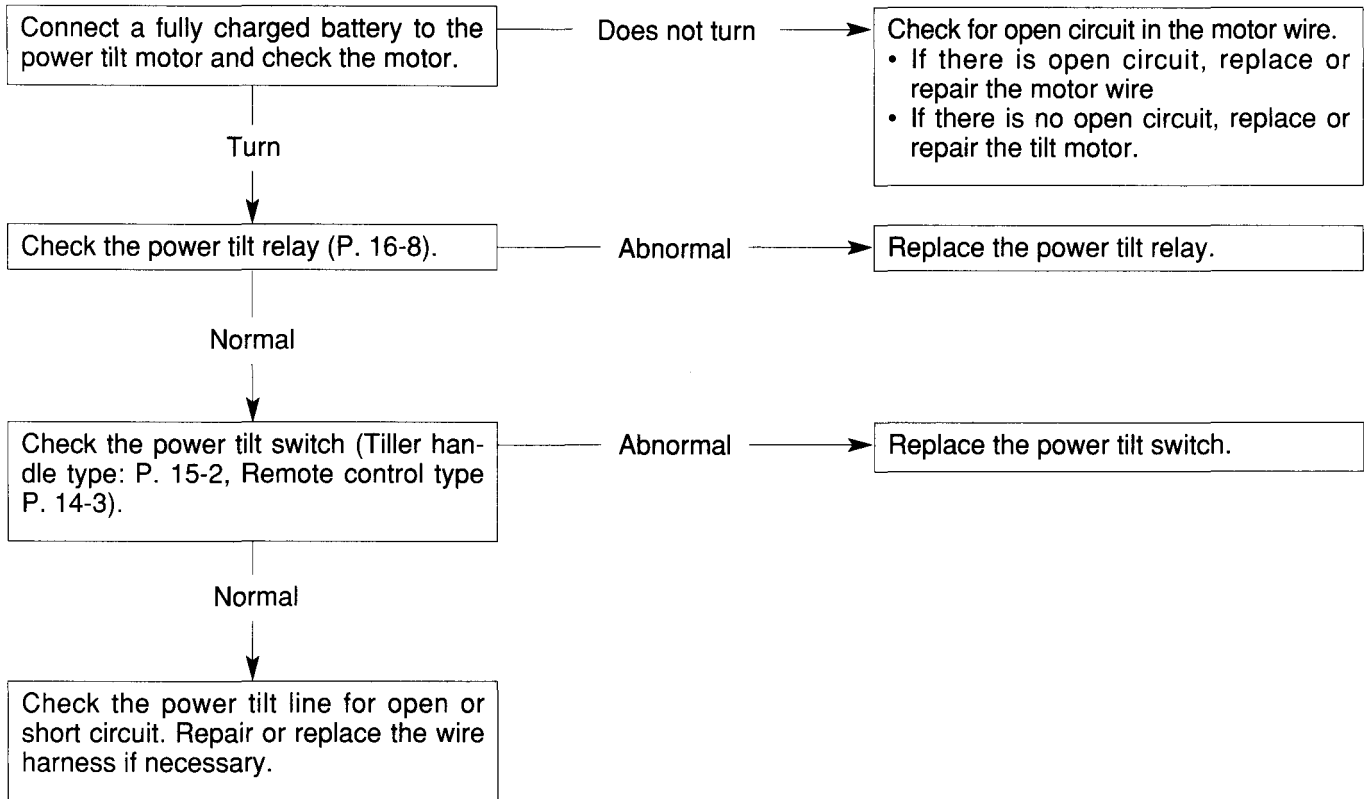 Connect a fully charged battery to the
power tilt motor and check the motor.
Does not turn
Check for open circuit in the motor wire.
• If there is open circuit, replace or
repair the motor wire
• If there is no open circuit, replace or
repair the tilt motor.
Turn
Check the power tilt relay (P. 16-8).
Abnormal
Replace the power tilt relay.
Normal
Check the power tilt switch (Tiller han-
dle type: P. 15-2, Remote control type
P. 14-3).
Abnormal
Replace the power tilt switch.
Normal
Check the power tilt line for open or
short circuit. Repair or replace the wire
harness if necessary.